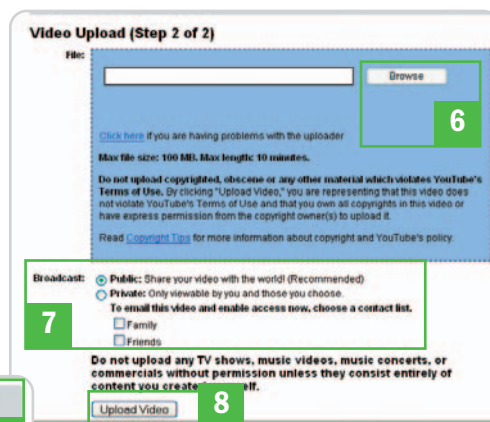 Video Upload (Step 2 of 2)
File:
Browse
6
Click here if you are having problems with the uploader
Max file size: 100 MB. Max length: 10 minutes.
Do not upload copyrighted, obscene or any other material which violates YouTube's
Terms of Use. By clicking "Upload Video," you are representing that this video does
not violate YouTube's Terms of Use and that you own all copyrights in this video or
have express permission from the copyright owner(s) to upload it.
Read Copyright Tips for more information about copyright and YouTube's policy.
Broadcast: Public: Share your video with the world! (Recommended)
Private: Only viewable by you and those you choose.
7
To email this video and enable access now, choose a contact list.
Family
Friends
Do not upload any TV shows, music videos, music concerts, or
commercials without permission unless they consist entirely of
content you
8
Upload Video